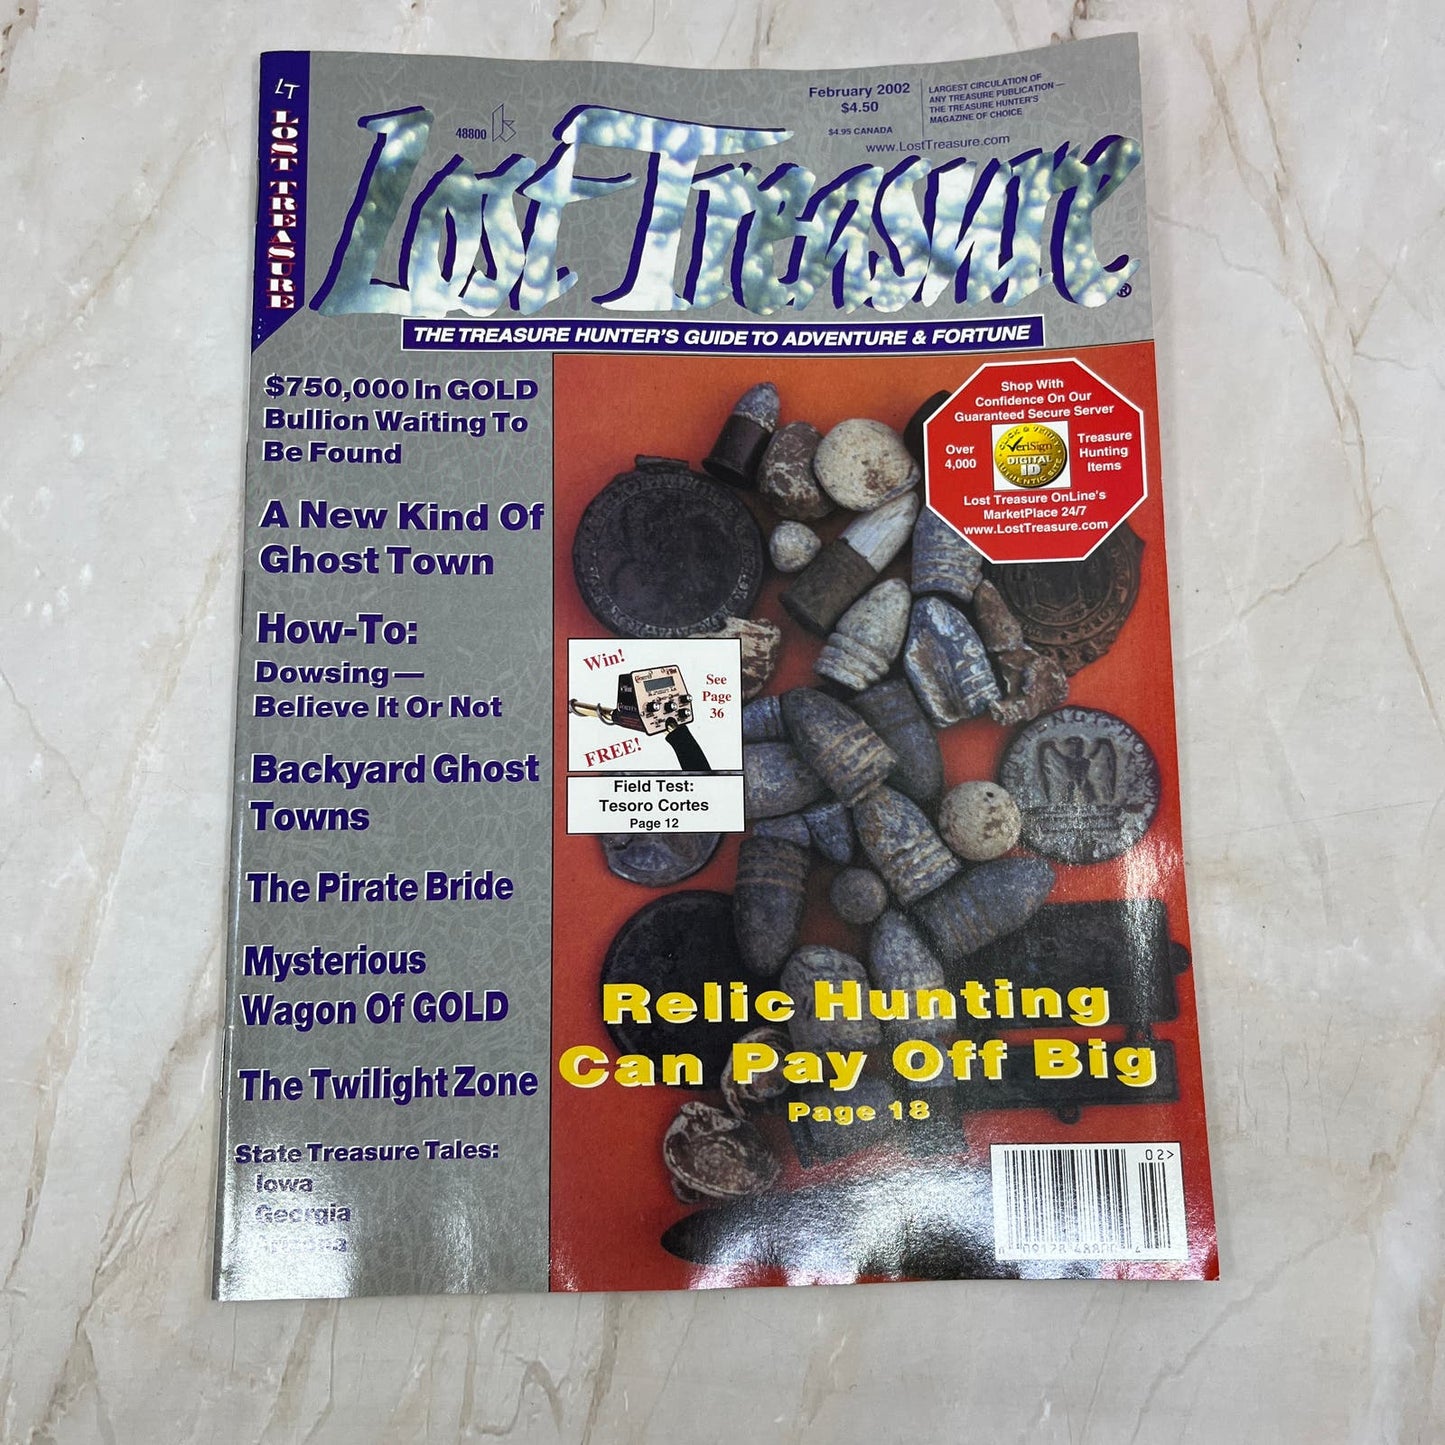 LT
LOST TREASURE
48800
February 2002
$4.50
$4.95 CANADA
LARGEST CIRCULATION OF
ANY TREASURE PUBLICATION —
THE TREASURE HUNTER'S
MAGAZINE OF CHOICE
www.LostTreasure.com
Lost Treasure®
THE TREASURE HUNTER'S GUIDE TO ADVENTURE & FORTUNE
$750,000 In GOLD
Bullion Waiting To
Be Found
A New Kind Of
Ghost Town
How-To:
Dowsing —
Believe It Or Not
Backyard Ghost
Towns
The Pirate Bride
Mysterious
Wagon Of GOLD
The Twilight Zone
State Treasure Tales:
Iowa
Georgia
Shop With
Confidence On Our
Guaranteed Secure Server
Over
4,000
VeriSign
DIGITAL
ID
Treasure
Hunting
Items
Lost Treasure OnLine's
MarketPlace 24/7
www.LostTreasure.com
Win!
See
Page
36
FREE!
Field Test:
Tesoro Cortes
Page 12
Relic Hunting
Can Pay Off Big
Page 18
02>
09128 48800 4